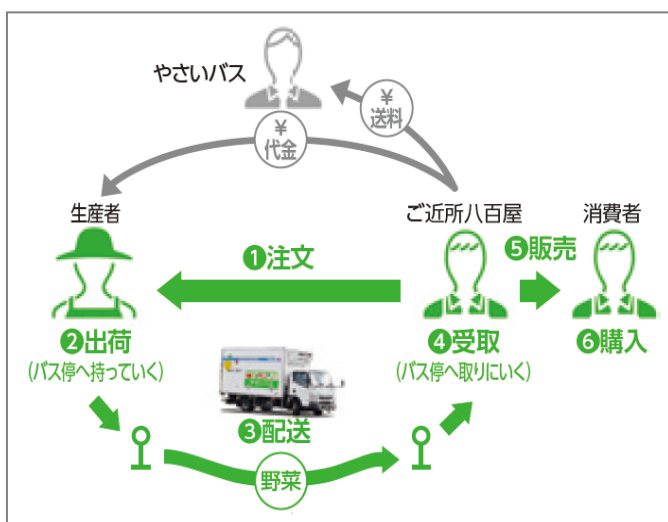 やさいバス
¥
送料
¥
代金
生産者
ご近所八百屋
消費者
❶注文
❺販売
❷出荷
(バス停へ持っていく)
❹受取
(バス停へ取りにいく)
❻購入
❸配送
野菜